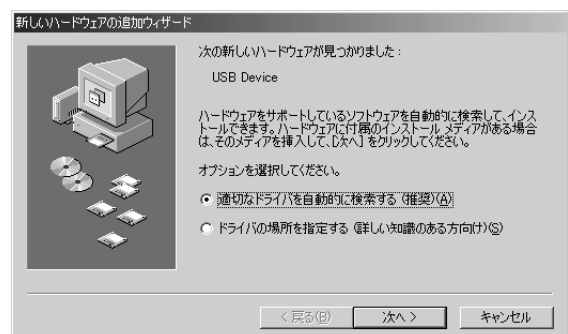 新しいハードウェアの追加ウィザード
次の新しいハードウェアが見つかりました :
USB Device
ハードウェアをサポートしているソフトウェアを自動的に検索して、インス
トールできます。ハードウェアに付属のインストール メディアがある場合
は、そのメディアを挿入して、[次へ] をクリックしてください。
オプションを選択してください。
適切なドライバを自動的に検索する (推奨)(A)
ドライバの場所を指定する (詳しい知識のある方向け)(S)
< 戻る(B)
次へ >
キャンセル